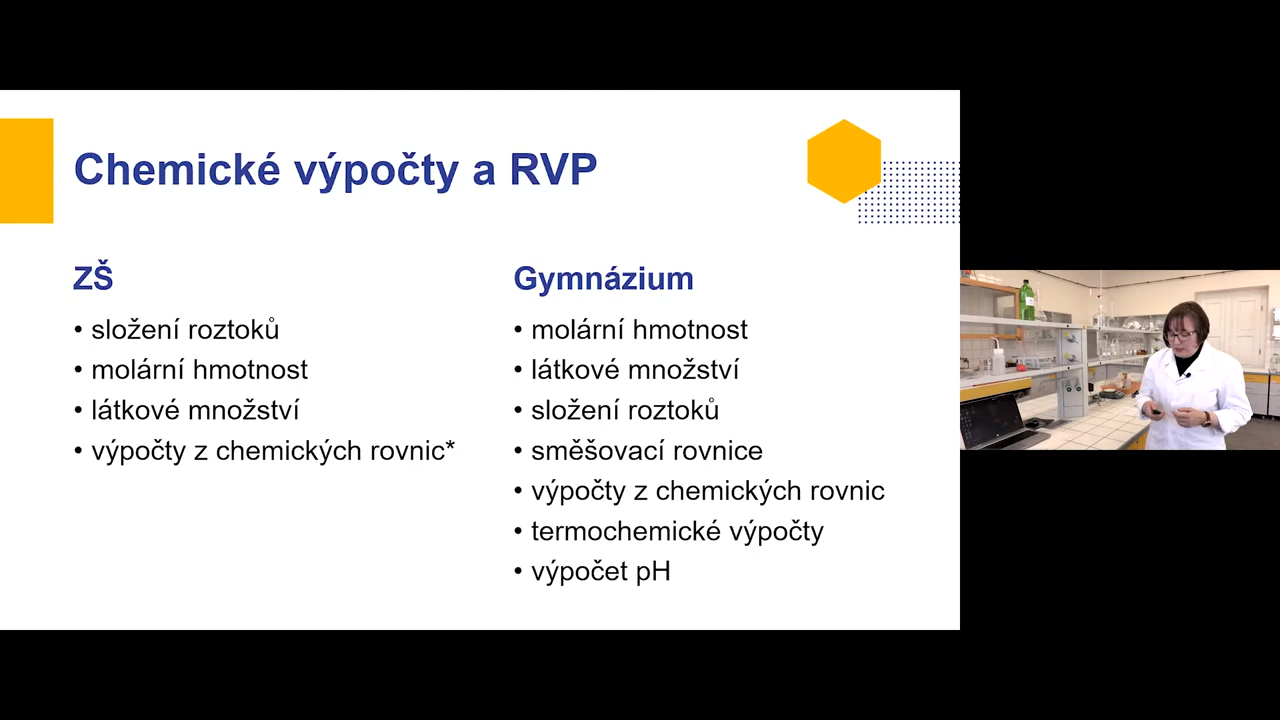 Chemické výpočty a RVP
ZŠ
• složení roztoků
• molární hmotnost
• látkové množství
• výpočty z chemických rovnic*
Gymnázium
• molární hmotnost
• látkové množství
• složení roztoků
• směšovací rovnice
• výpočty z chemických rovnic
• termochemické výpočty
• výpočet pH